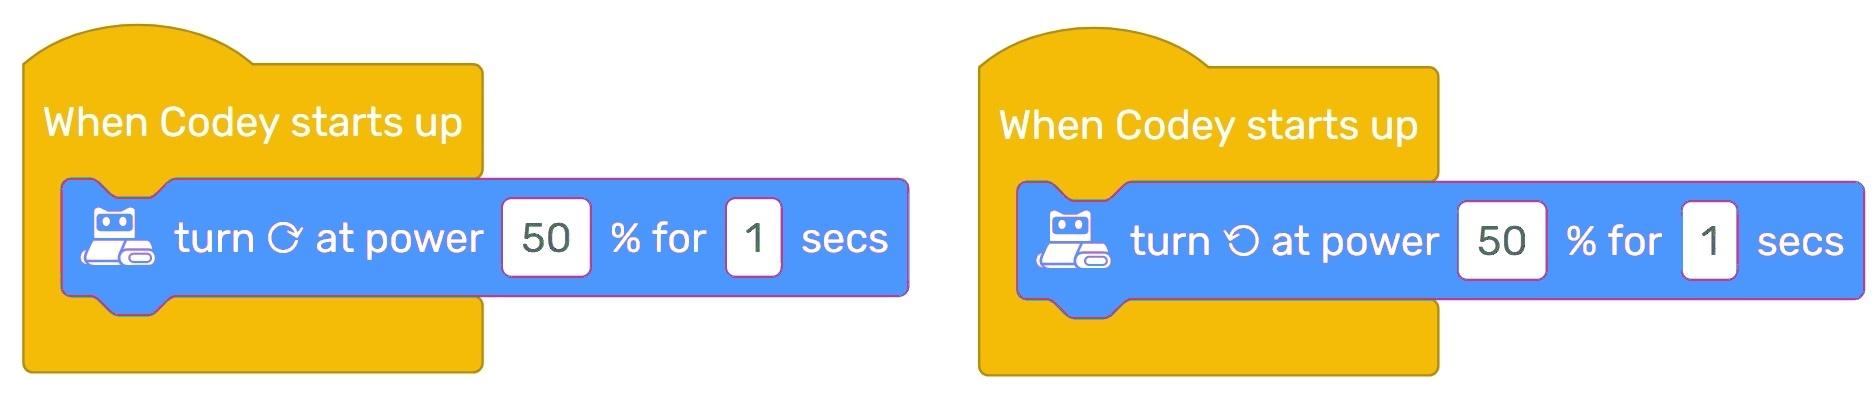 When Codey starts up
turn ↻ at power 50 % for 1 secs
When Codey starts up
turn ↺ at power 50 % for 1 secs